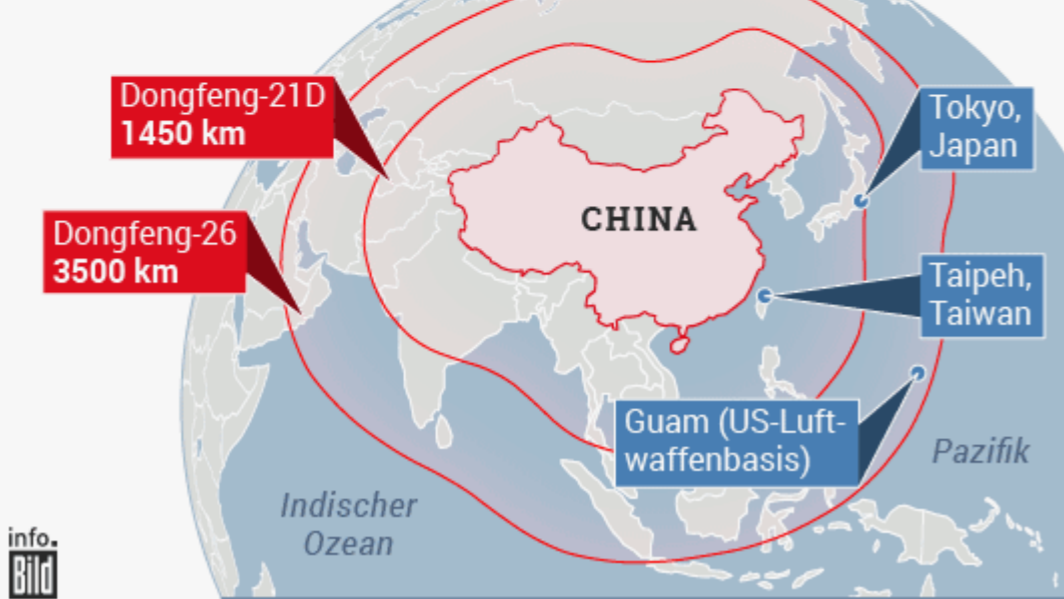 Dongfeng-21D
1450 km
Tokyo,
Japan
CHINA
Dongfeng-26
3500 km
Taipeh,
Taiwan
Guam (US-Luft-
waffenbasis)
Pazifik
Indischer
Ozean
info.
Bild